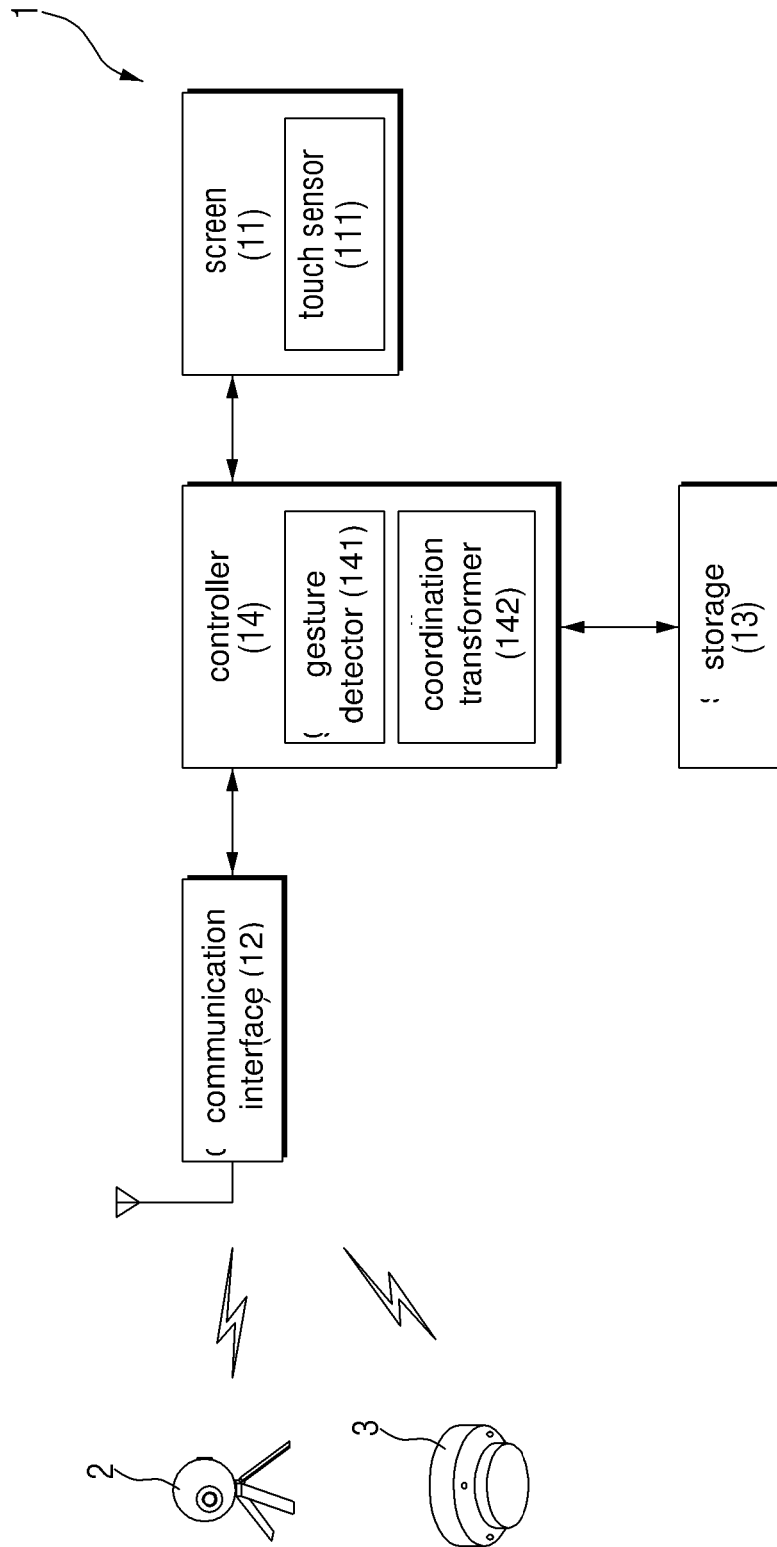 1
screen
(11)
touch sensor
(111)
controller
(14)
gesture
detector (141)
coordination
transformer
(142)
storage
(13)
communication
interface (12)
2
3